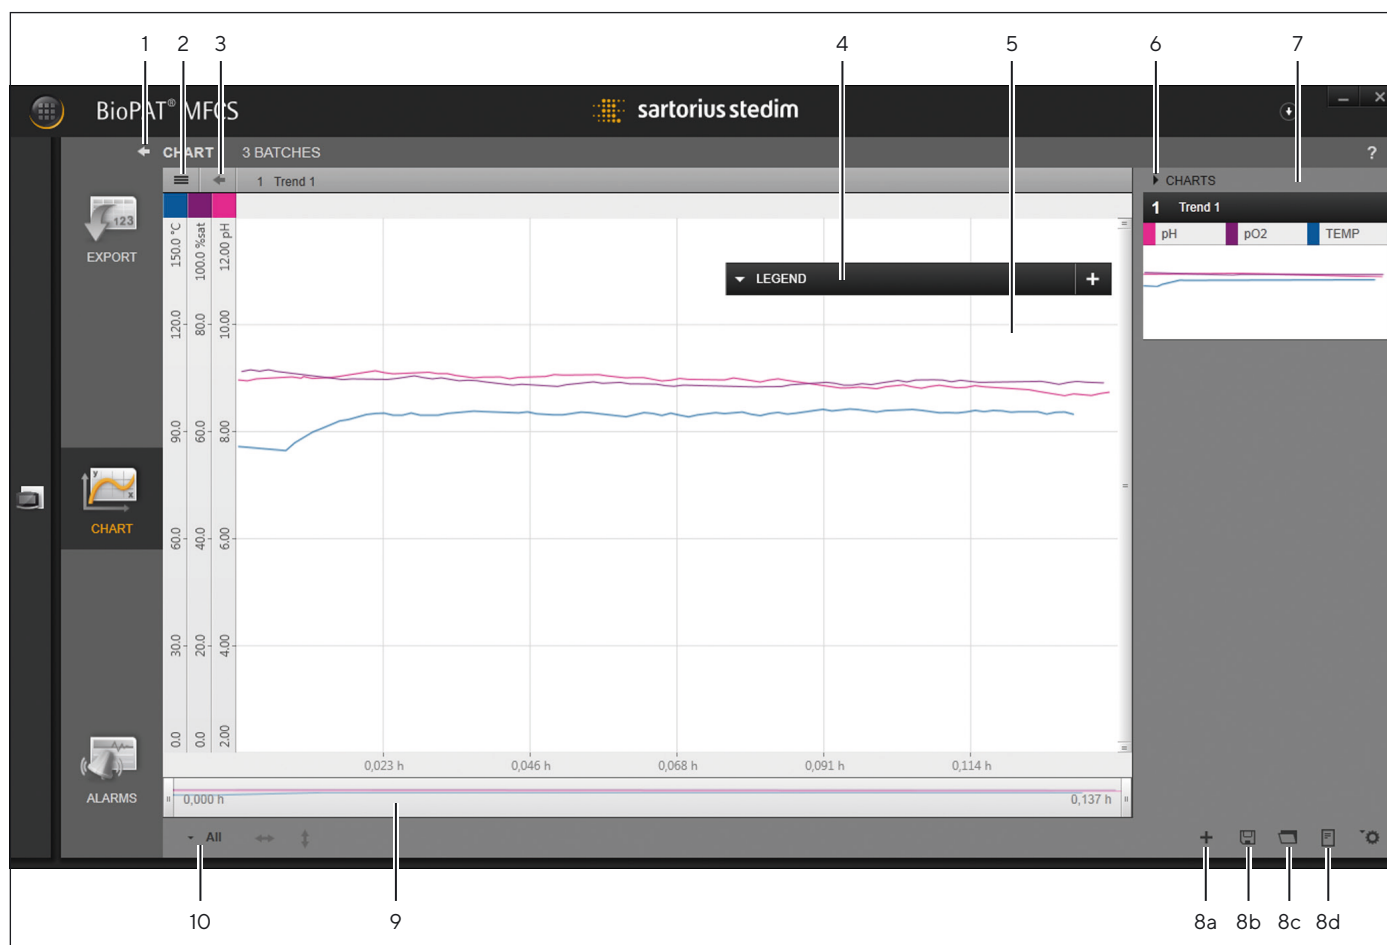 1 2 3 4 5 6 7
BioPAT® MFCS
sartorius stedim
CHART 3 BATCHES
?
1 Trend 1
CHARTS
1 Trend 1
pH pO2 TEMP
123
EXPORT
LEGEND
150.0 °C
120.0
90.0
60.0
30.0
0.0
100.0 %sat
80.0
60.0
40.0
20.0
0.0
12.00 pH
10.00
8.00
6.00
4.00
2.00
y
x
CHART
ALARMS
0,023 h 0,046 h 0,068 h 0,091 h 0,114 h
0,000 h 0,137 h
All
10 9 8a 8b 8c 8d